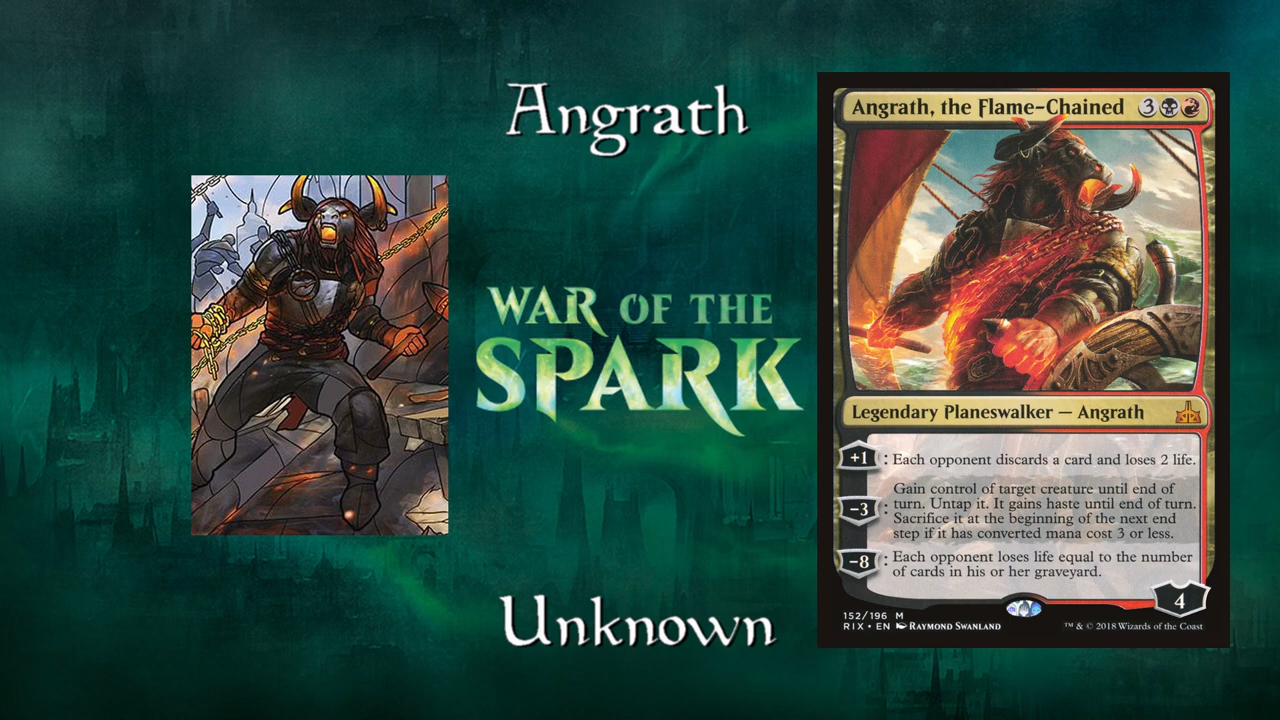 Angrath
WAR OF THE
SPARK
Unknown
Angrath, the Flame-Chained 3
Legendary Planeswalker — Angrath
+1 : Each opponent discards a card and loses 2 life.
-3 : Gain control of target creature until end of
turn. Untap it. It gains haste until end of turn.
Sacrifice it at the beginning of the next end
step if it has converted mana cost 3 or less.
-8 : Each opponent loses life equal to the number
of cards in his or her graveyard.
4
152/196 M
RIX • EN RAYMOND SWANLAND
™ & © 2018 Wizards of the Coast